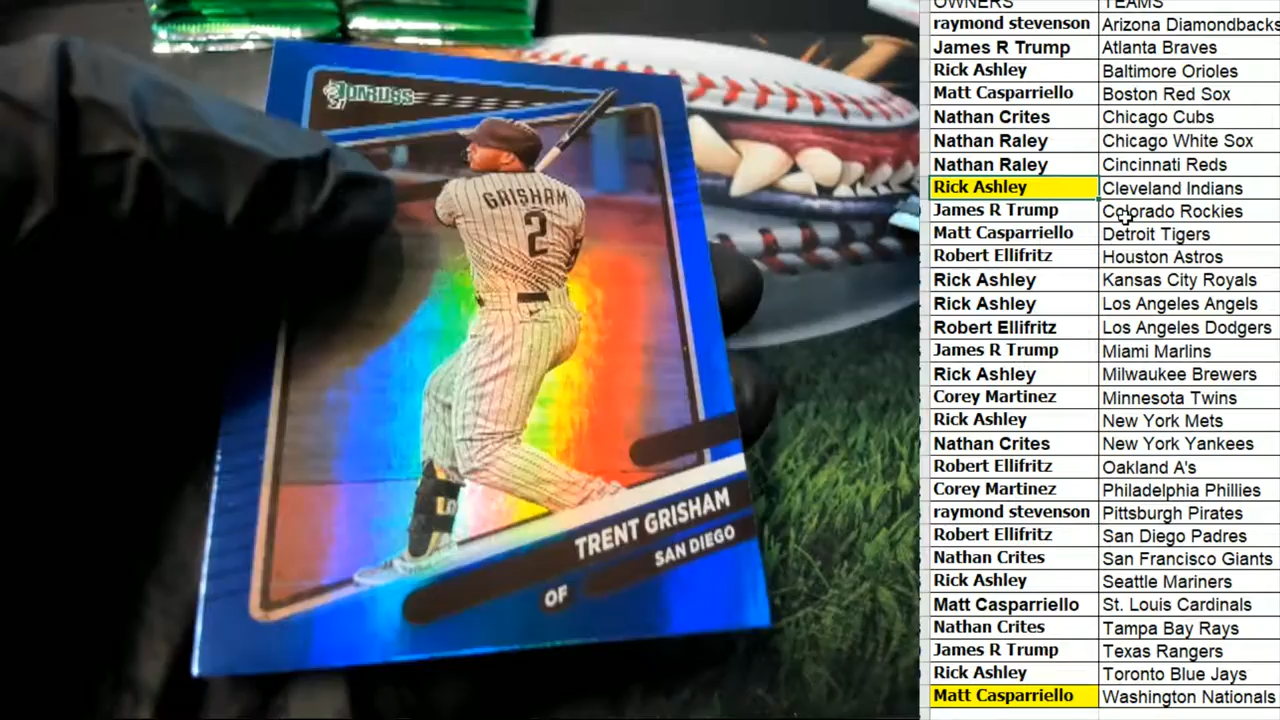 DONRUSS
GRISHAM
2
TRENT GRISHAM
SAN DIEGO
OF
OWNERS TEAMS
raymond stevenson Arizona Diamondbacks
James R Trump Atlanta Braves
Rick Ashley Baltimore Orioles
Matt Casparriello Boston Red Sox
Nathan Crites Chicago Cubs
Nathan Raley Chicago White Sox
Nathan Raley Cincinnati Reds
Rick Ashley Cleveland Indians
James R Trump Colorado Rockies
Matt Casparriello Detroit Tigers
Robert Ellifritz Houston Astros
Rick Ashley Kansas City Royals
Rick Ashley Los Angeles Angels
Robert Ellifritz Los Angeles Dodgers
James R Trump Miami Marlins
Rick Ashley Milwaukee Brewers
Corey Martinez Minnesota Twins
Rick Ashley New York Mets
Nathan Crites New York Yankees
Robert Ellifritz Oakland A's
Corey Martinez Philadelphia Phillies
raymond stevenson Pittsburgh Pirates
Robert Ellifritz San Diego Padres
Nathan Crites San Francisco Giants
Rick Ashley Seattle Mariners
Matt Casparriello St. Louis Cardinals
Nathan Crites Tampa Bay Rays
James R Trump Texas Rangers
Rick Ashley Toronto Blue Jays
Matt Casparriello Washington Nationals